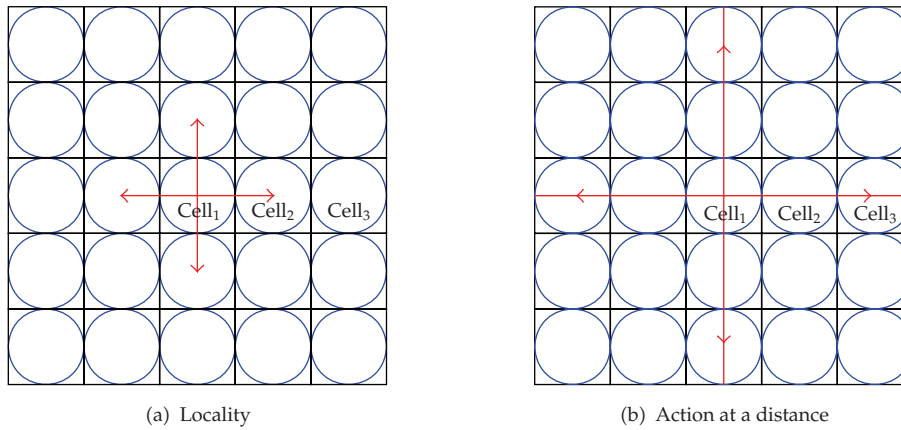 Cell₁ Cell₂ Cell₃
Cell₁ Cell₂ Cell₃
(a) Locality
(b) Action at a distance